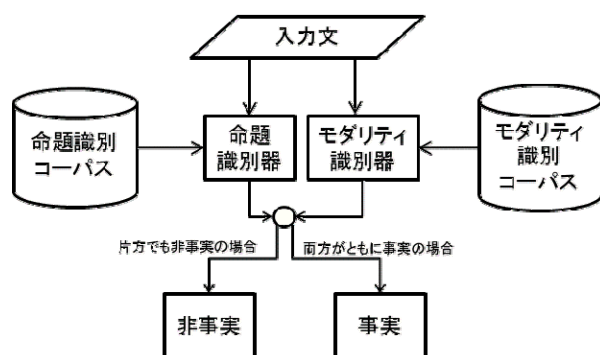 入力文
命題識別
コーパス
命題
識別器
モダリティ
識別器
モダリティ
識別
コーパス
片方でも非事実の場合
両方がともに事実の場合
非事実
事実